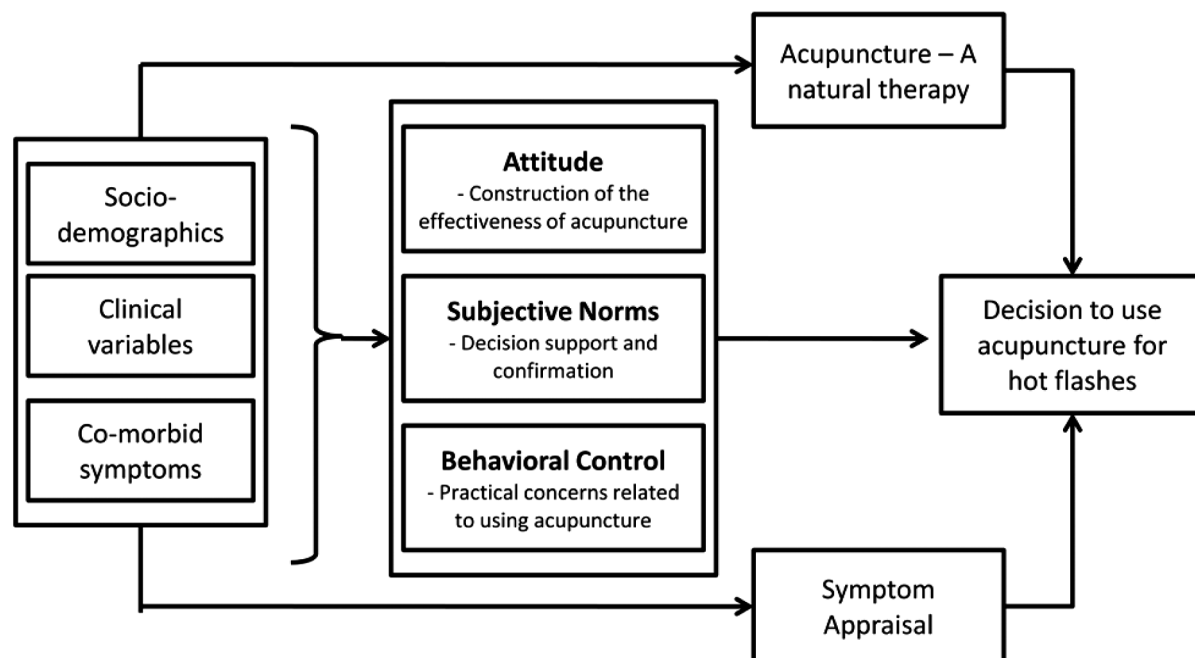 Acupuncture – A
natural therapy
Socio-
demographics
Clinical
variables
Co-morbid
symptoms
Attitude
- Construction of the
effectiveness of acupuncture
Subjective Norms
- Decision support and
confirmation
Behavioral Control
- Practical concerns related
to using acupuncture
Decision to use
acupuncture for
hot flashes
Symptom
Appraisal